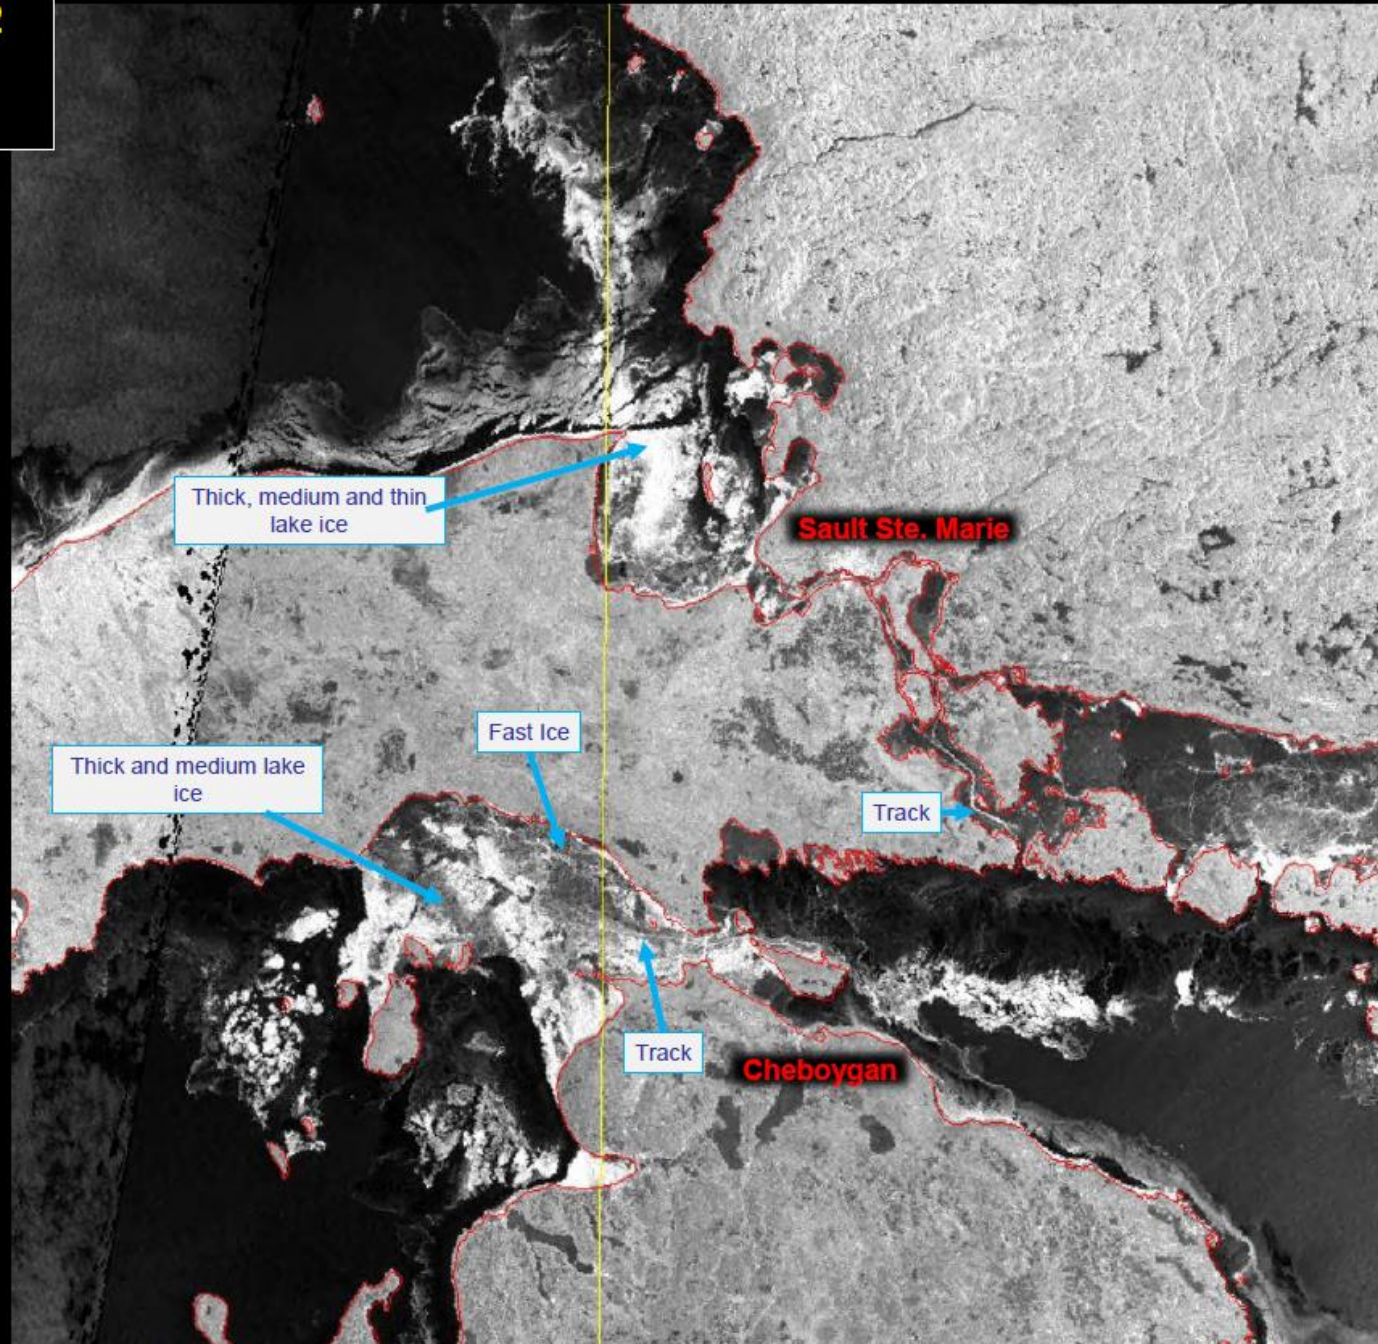 Thick, medium and thin
lake ice
Sault Ste. Marie
Fast Ice
Thick and medium lake
ice
Track
Track
Cheboygan